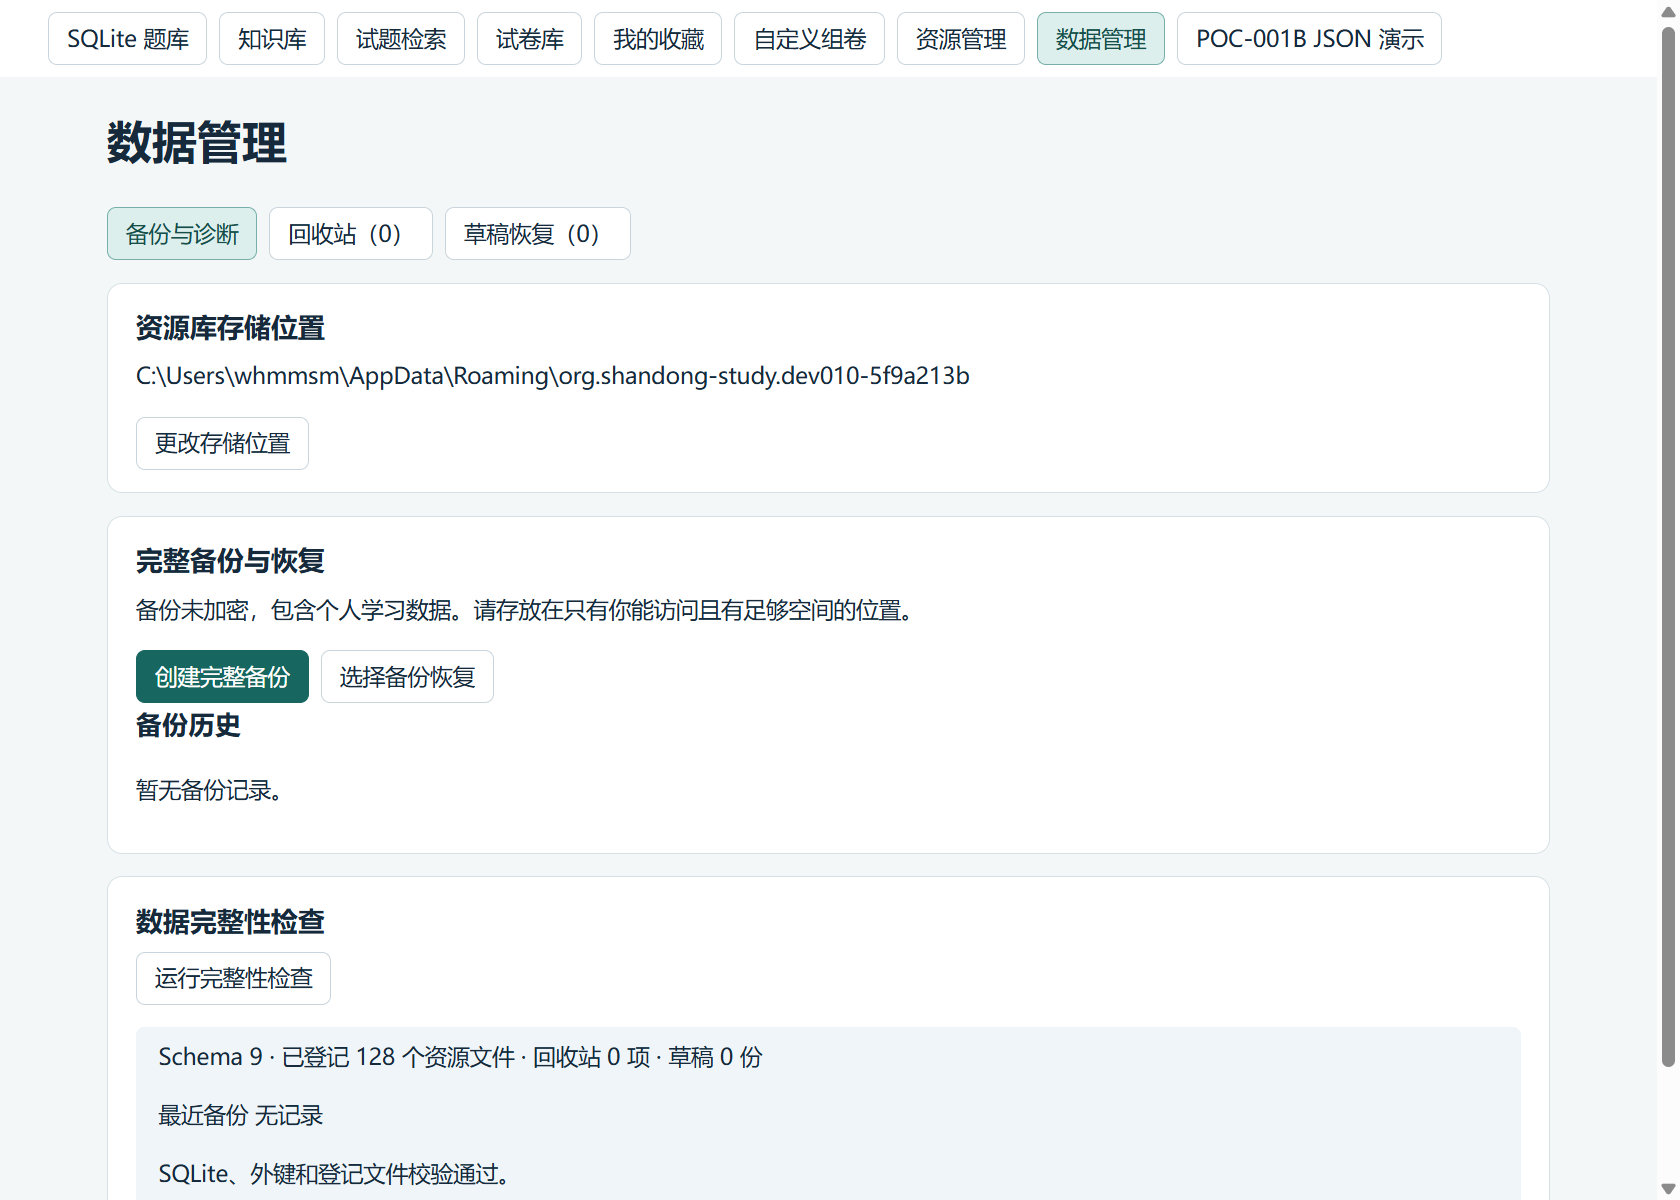 SQLite 题库
知识库
试题检索
试卷库
我的收藏
自定义组卷
资源管理
数据管理
POC-001B JSON 演示
数据管理
备份与诊断
回收站（0）
草稿恢复（0）
资源库存储位置
C:\Users\whmmsm\AppData\Roaming\org.shandong-study.dev010-5f9a213b
更改存储位置
完整备份与恢复
备份未加密，包含个人学习数据。请存放在只有你能访问且有足够空间的位置。
创建完整备份
选择备份恢复
备份历史
暂无备份记录。
数据完整性检查
运行完整性检查
Schema 9 · 已登记 128 个资源文件 · 回收站 0 项 · 草稿 0 份
最近备份 无记录
SQLite、外键和登记文件校验通过。